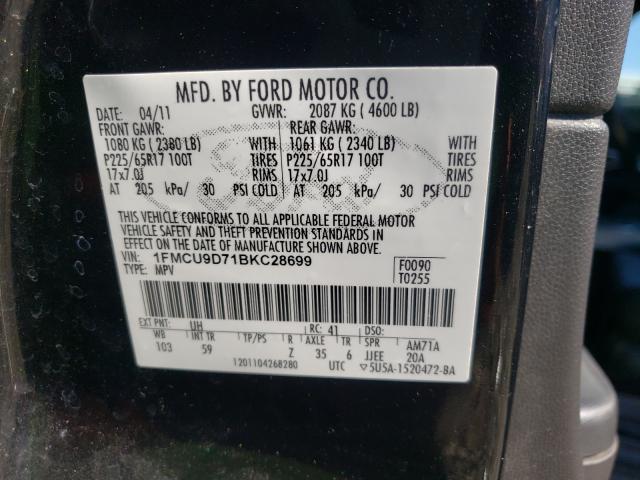 MFD. BY FORD MOTOR CO.
DATE: 04/11 GVWR: 2087 KG ( 4600 LB)
FRONT GAWR: REAR GAWR:
1080 KG ( 2380 LB) WITH 1061 KG ( 2340 LB) WITH
P225/65R17 100T TIRES P225/65R17 100T TIRES
17x7.0J RIMS 17x7.0J RIMS
AT 205 kPa/ 30 PSI COLD AT 205 kPa/ 30 PSI COLD
THIS VEHICLE CONFORMS TO ALL APPLICABLE FEDERAL MOTOR
VEHICLE SAFETY AND THEFT PREVENTION STANDARDS IN
EFFECT ON THE DATE OF MANUFACTURE SHOWN ABOVE.
VIN: 1FMCU9D71BKC28699 F0090
TYPE: MPV T0255
EXT PNT: UH RC: 41 DSO:
WB INT TR TP/PS R AXLE TR SPR AM71A
103 59 Z 35 6 JJEE 20A
1201104268280 UTC 5U5A-1520472-BA